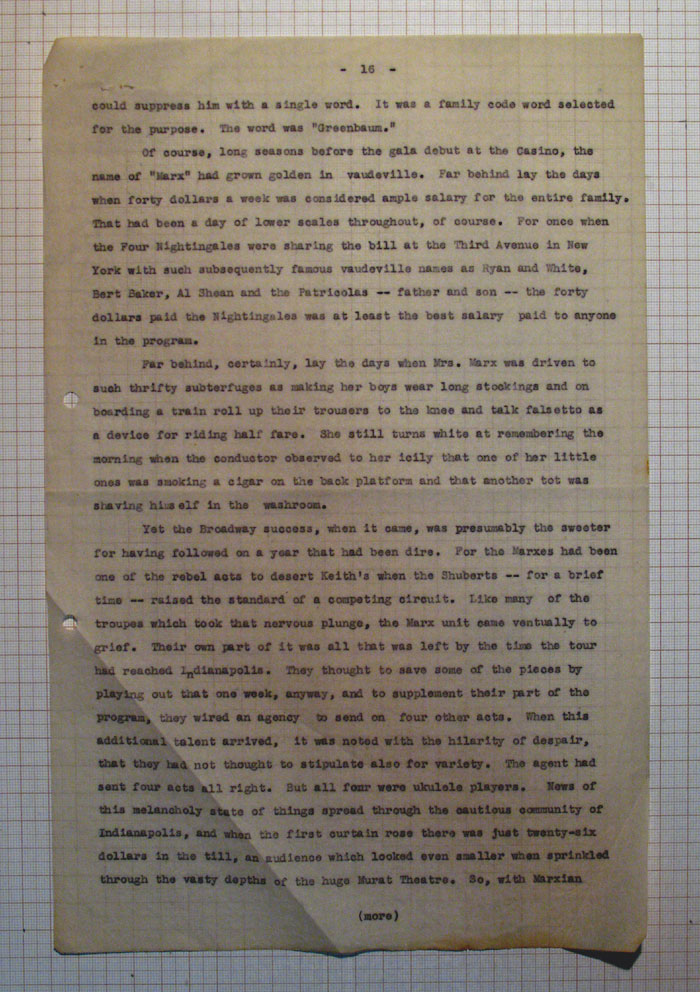 - 16 -
could suppress him with a single word. It was a family code word selected
for the purpose. The word was "Greenbaum."
Of course, long seasons before the gala debut at the Casino, the
name of "Marx" had grown golden in vaudeville. Far behind lay the days
when forty dollars a week was considered ample salary for the entire family.
That had been a day of lower scales throughout, of course. For once when
the Four Nightingales were sharing the bill at the Third Avenue in New
York with such subsequently famous vaudeville names as Ryan and White,
Bert Baker, Al Shean and the Patricolas -- father and son -- the forty
dollars paid the Nightingales was at least the best salary paid to anyone
in the program.
Far behind, certainly, lay the days when Mrs. Marx was driven to
such thrifty subterfuges as making her boys wear long stockings and on
boarding a train roll up their trousers to the knee and talk falsetto as
a device for riding half fare. She still turns white at remembering the
morning when the conductor observed to her icily that one of her little
ones was smoking a cigar on the back platform and that another tot was
shaving himself in the washroom.
Yet the Broadway success, when it came, was presumably the sweeter
for having followed on a year that had been dire. For the Marxes had been
one of the rebel acts to desert Keith's when the Shuberts -- for a brief
time -- raised the standard of a competing circuit. Like many of the
troupes which took that nervous plunge, the Marx unit came ventually to
grief. Their own part of it was all that was left by the time the tour
had reached Indianapolis. They thought to save some of the pieces by
playing out that one week, anyway, and to supplement their part of the
program, they wired an agency to send on four other acts. When this
additional talent arrived, it was noted with the hilarity of despair,
that they had not thought to stipulate also for variety. The agent had
sent four acts all right. But all four were ukulele players. News of
this melancholy state of things spread through the cautious community of
Indianapolis, and when the first curtain rose there was just twenty-six
dollars in the till, an audience which looked even smaller when sprinkled
through the vasty depths of the huge Murat Theatre. So, with Marxian
(more)